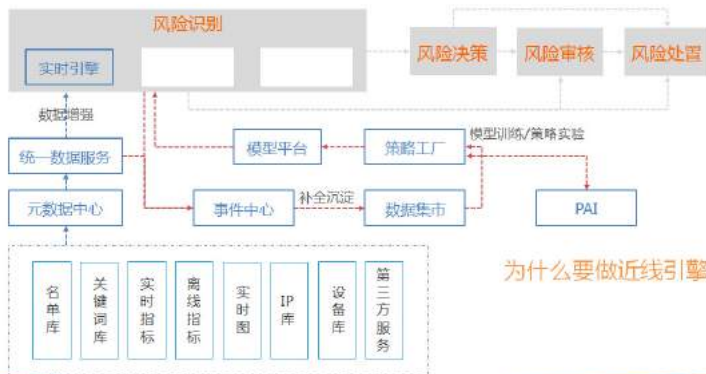 风险识别
实时引擎
风险决策
风险审核
风险处置
数据增强
统一数据服务
模型平台
策略工厂
模型训练/策略实验
元数据中心
事件中心
补全沉淀
数据集市
PAI
名单库
关键词库
实时指标
离线指标
实时图
IP库
设备库
第三方服务
为什么要做近线引擎